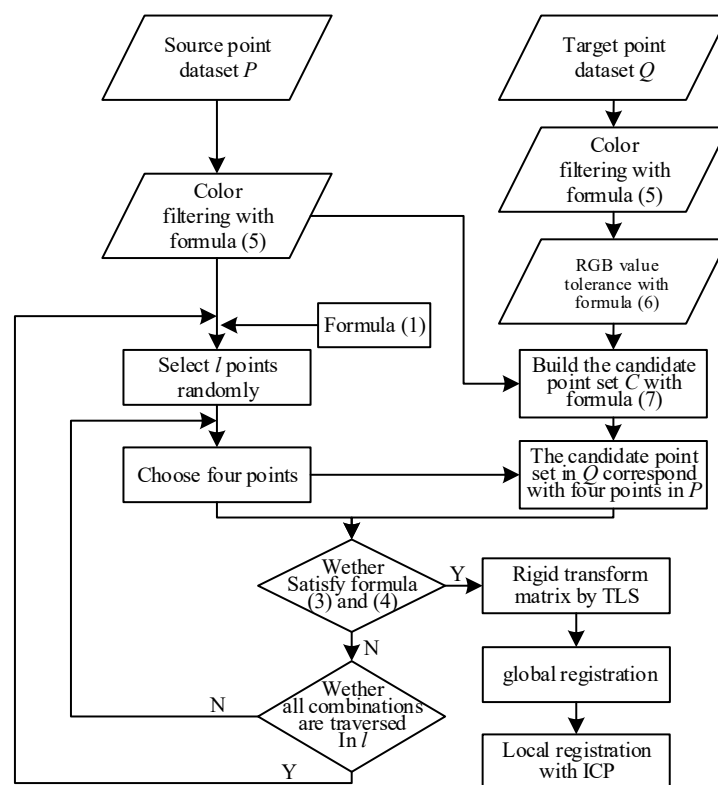 Source point
dataset P
Target point
dataset Q
Color
filtering with
formula (5)
Color
filtering with
formula (5)
RGB value
tolerance with
formula (6)
Formula (1)
Select l points
randomly
Build the candidate
point set C with
formula (7)
Choose four points
The candidate point
set in Q correspond
with four points in P
Wether
Satisfy formula
(3) and (4)
Y
Rigid transform
matrix by TLS
N
global registration
Wether
all combinations
are traversed
In l
N
Y
Local registration
with ICP